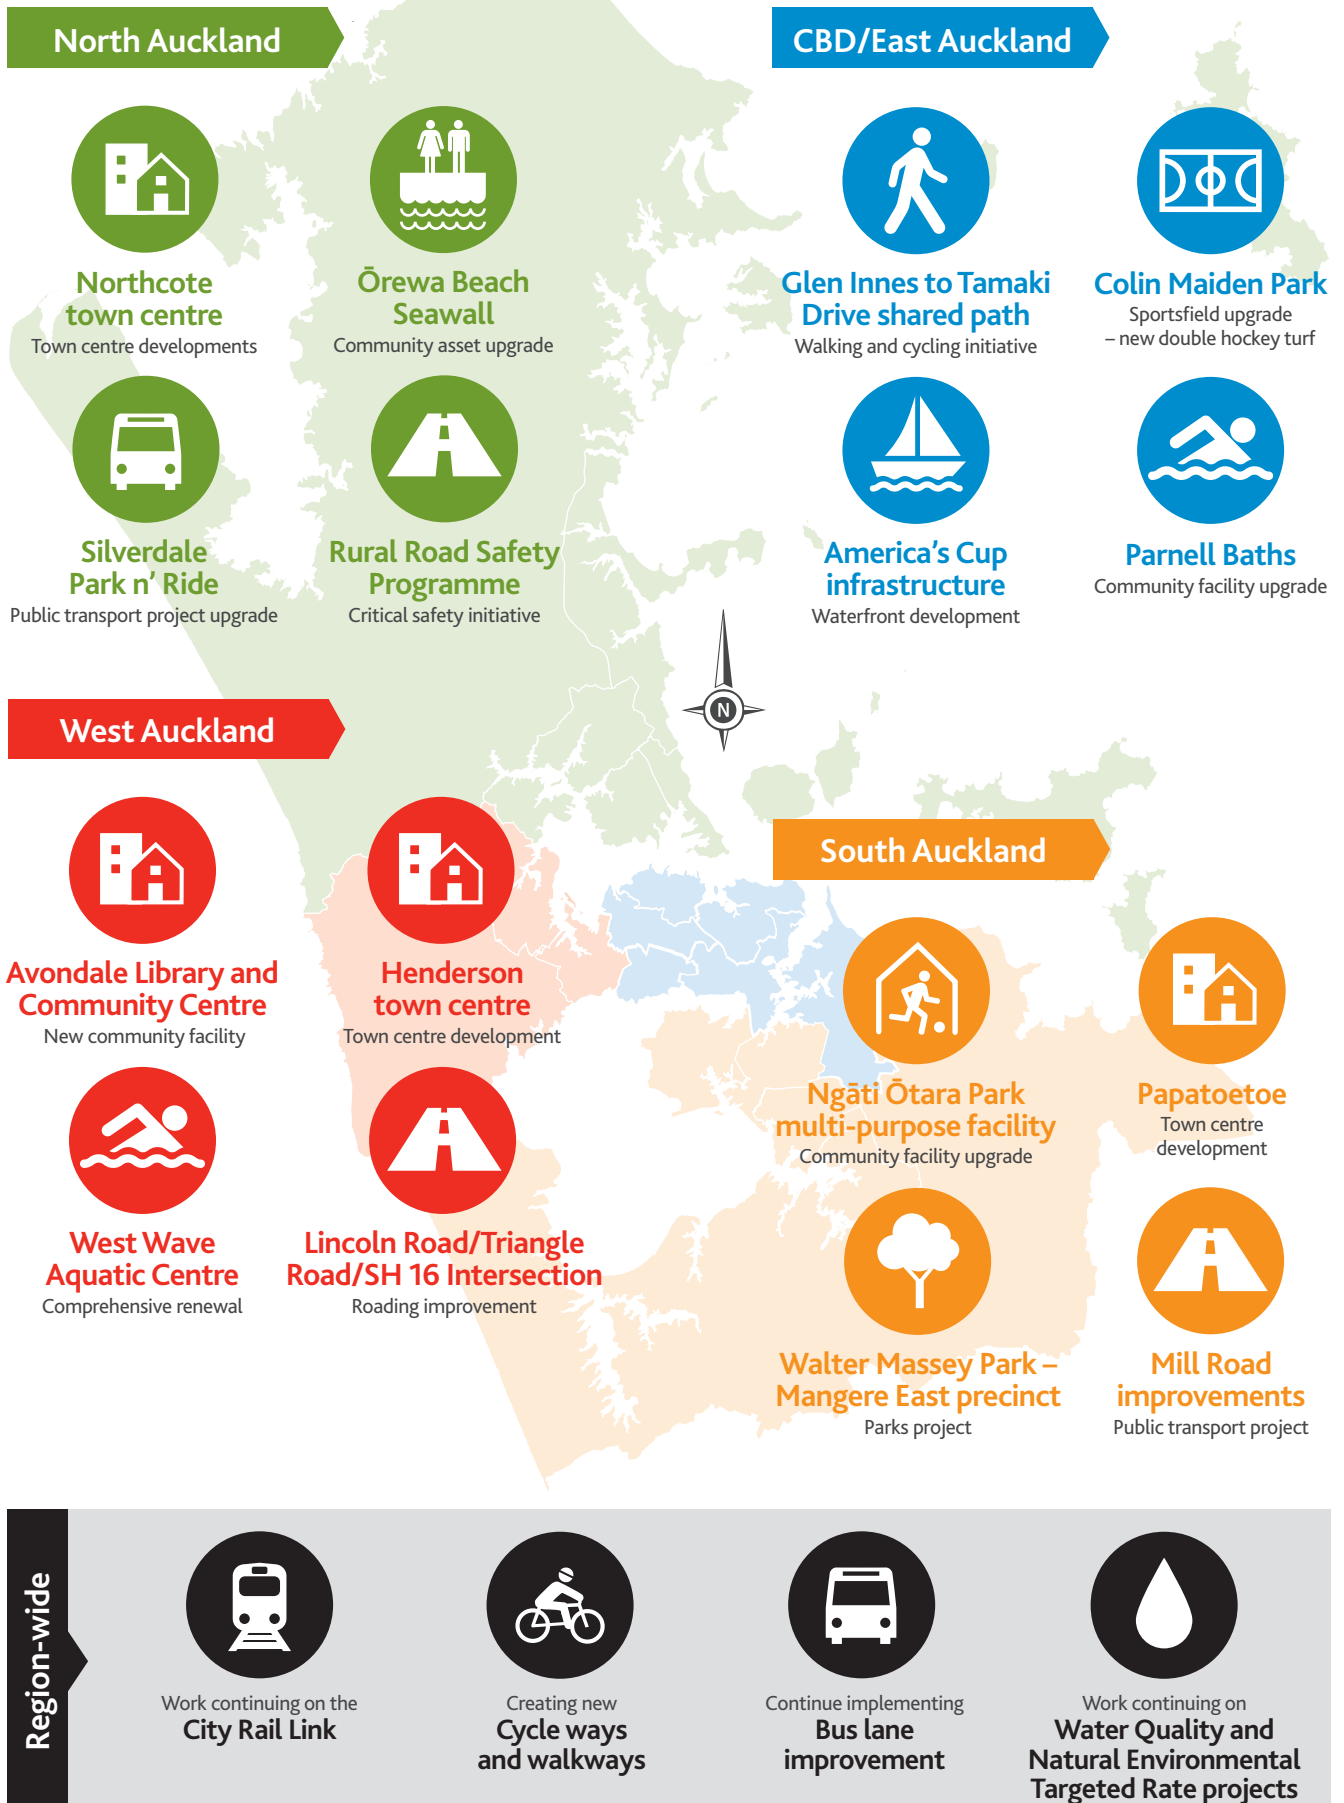 North Auckland
Northcote
town centre
Town centre developments
Ōrewa Beach
Seawall
Community asset upgrade
Silverdale
Park n' Ride
Public transport project upgrade
Rural Road Safety
Programme
Critical safety initiative
CBD/East Auckland
Glen Innes to Tamaki
Drive shared path
Walking and cycling initiative
Colin Maiden Park
Sportsfield upgrade
– new double hockey turf
America's Cup
infrastructure
Waterfront development
Parnell Baths
Community facility upgrade
N
West Auckland
Avondale Library and
Community Centre
New community facility
Henderson
town centre
Town centre development
West Wave
Aquatic Centre
Comprehensive renewal
Lincoln Road/Triangle
Road/SH 16 Intersection
Roading improvement
South Auckland
Ngāti Ōtara Park
multi-purpose facility
Community facility upgrade
Papatoetoe
Town centre
development
Walter Massey Park –
Mangere East precinct
Parks project
Mill Road
improvements
Public transport project
Region-wide
Work continuing on the
City Rail Link
Creating new
Cycle ways
and walkways
Continue implementing
Bus lane
improvement
Work continuing on
Water Quality and
Natural Environmental
Targeted Rate projects